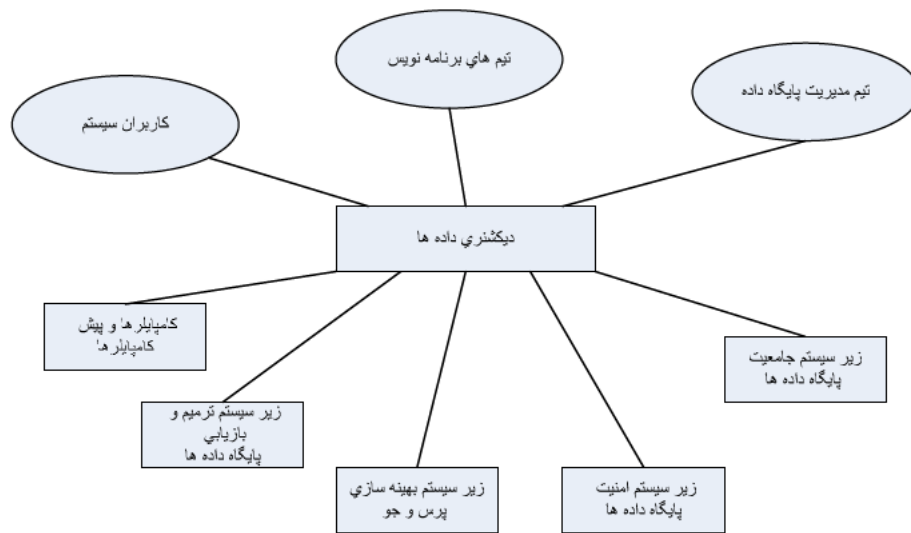 تيم هاي برنامه نويس
تيم مديريت پايگاه داده
كاربران سيستم
ديكشنري داده ها
كامپايلرها و پيش
كامپايلرها
زير سيستم جامعيت
پايگاه داده ها
زير سيستم ترميم و
بازيابي
پايگاه داده ها
زير سيستم بهينه سازي
پرس و جو
زير سيستم امنيت
پايگاه داده ها